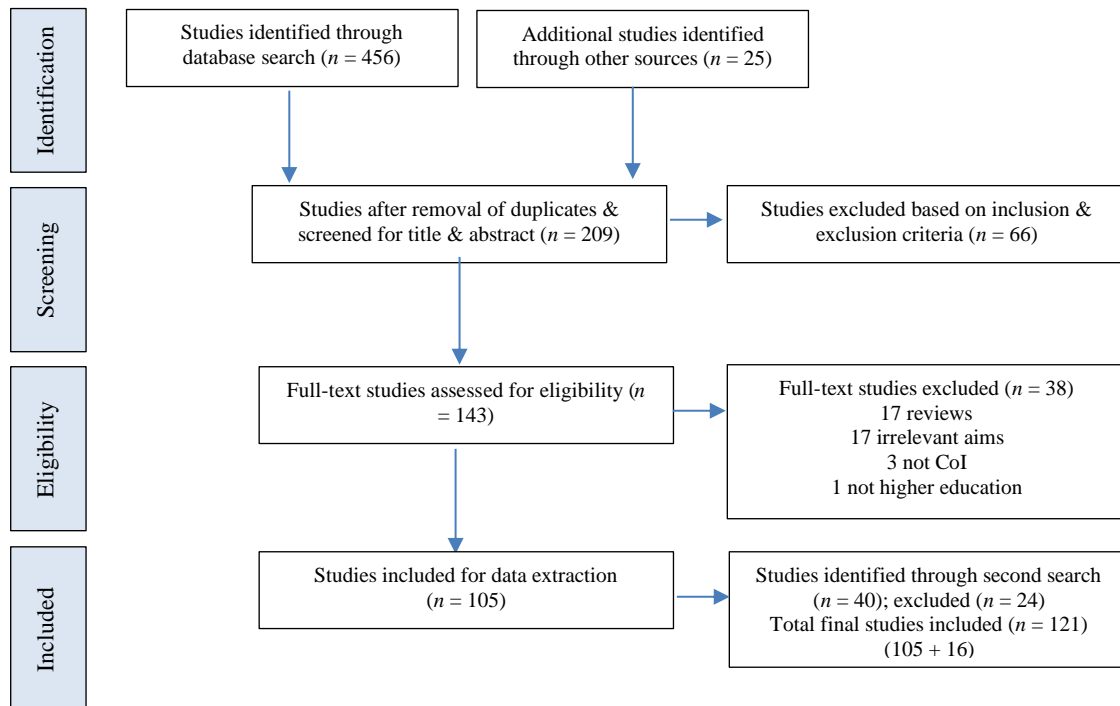 Identification
Studies identified through
database search (n = 456)
Additional studies identified
through other sources (n = 25)
Screening
Studies after removal of duplicates &
screened for title & abstract (n = 209)
Studies excluded based on inclusion &
exclusion criteria (n = 66)
Eligibility
Full-text studies assessed for eligibility (n
= 143)
Full-text studies excluded (n = 38)
17 reviews
17 irrelevant aims
3 not CoI
1 not higher education
Included
Studies included for data extraction
(n = 105)
Studies identified through second search
(n = 40); excluded (n = 24)
Total final studies included (n = 121)
(105 + 16)